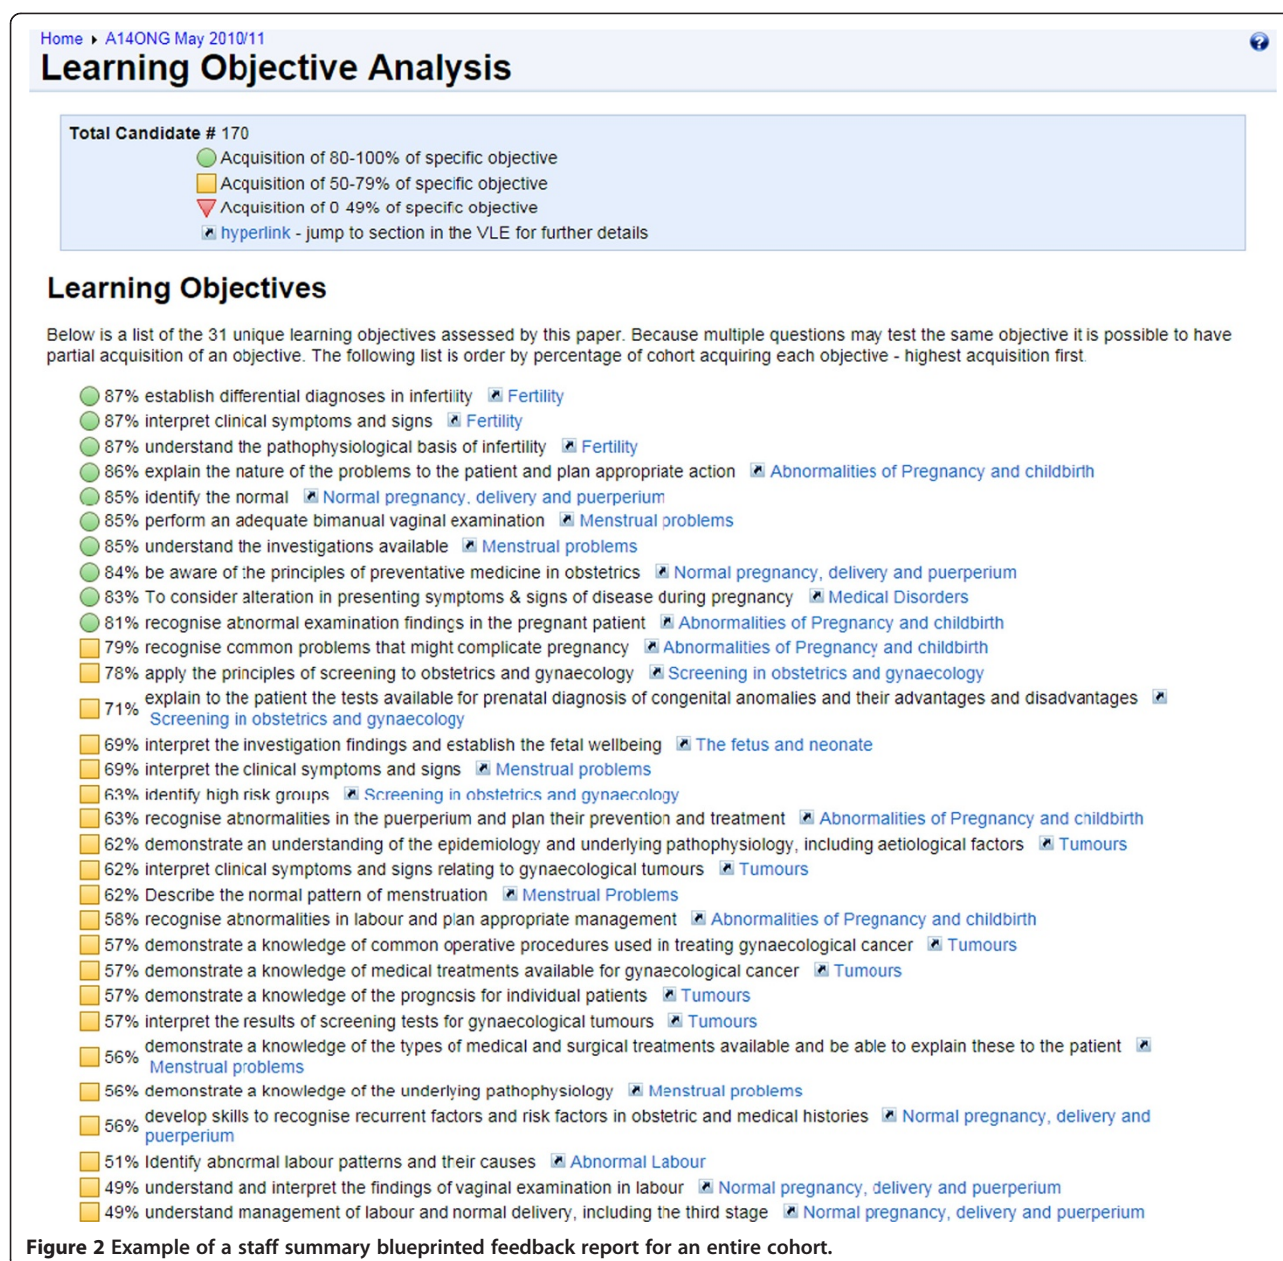 Home ▸ A14ONG May 2010/11
Learning Objective Analysis
Total Candidate # 170
Acquisition of 80-100% of specific objective
Acquisition of 50-79% of specific objective
Acquisition of 0-49% of specific objective
hyperlink - jump to section in the VLE for further details
Learning Objectives
Below is a list of the 31 unique learning objectives assessed by this paper. Because multiple questions may test the same objective it is possible to have
partial acquisition of an objective. The following list is order by percentage of cohort acquiring each objective - highest acquisition first.
87% establish differential diagnoses in infertility Fertility
87% interpret clinical symptoms and signs Fertility
87% understand the pathophysiological basis of infertility Fertility
86% explain the nature of the problems to the patient and plan appropriate action Abnormalities of Pregnancy and childbirth
85% identify the normal Normal pregnancy, delivery and puerperium
85% perform an adequate bimanual vaginal examination Menstrual problems
85% understand the investigations available Menstrual problems
84% be aware of the principles of preventative medicine in obstetrics Normal pregnancy, delivery and puerperium
83% To consider alteration in presenting symptoms & signs of disease during pregnancy Medical Disorders
81% recognise abnormal examination findings in the pregnant patient Abnormalities of Pregnancy and childbirth
79% recognise common problems that might complicate pregnancy Abnormalities of Pregnancy and childbirth
78% apply the principles of screening to obstetrics and gynaecology Screening in obstetrics and gynaecology
71% explain to the patient the tests available for prenatal diagnosis of congenital anomalies and their advantages and disadvantages
Screening in obstetrics and gynaecology
69% interpret the investigation findings and establish the fetal wellbeing The fetus and neonate
69% interpret the clinical symptoms and signs Menstrual problems
63% identify high risk groups Screening in obstetrics and gynaecology
63% recognise abnormalities in the puerperium and plan their prevention and treatment Abnormalities of Pregnancy and childbirth
62% demonstrate an understanding of the epidemiology and underlying pathophysiology, including aetiological factors Tumours
62% interpret clinical symptoms and signs relating to gynaecological tumours Tumours
62% Describe the normal pattern of menstruation Menstrual Problems
58% recognise abnormalities in labour and plan appropriate management Abnormalities of Pregnancy and childbirth
57% demonstrate a knowledge of common operative procedures used in treating gynaecological cancer Tumours
57% demonstrate a knowledge of medical treatments available for gynaecological cancer Tumours
57% demonstrate a knowledge of the prognosis for individual patients Tumours
57% interpret the results of screening tests for gynaecological tumours Tumours
56% demonstrate a knowledge of the types of medical and surgical treatments available and be able to explain these to the patient
Menstrual problems
56% demonstrate a knowledge of the underlying pathophysiology Menstrual problems
56% develop skills to recognise recurrent factors and risk factors in obstetric and medical histories Normal pregnancy, delivery and
puerperium
51% Identify abnormal labour patterns and their causes Abnormal Labour
49% understand and interpret the findings of vaginal examination in labour Normal pregnancy, delivery and puerperium
49% understand management of labour and normal delivery, including the third stage Normal pregnancy, delivery and puerperium
Figure 2 Example of a staff summary blueprinted feedback report for an entire cohort.